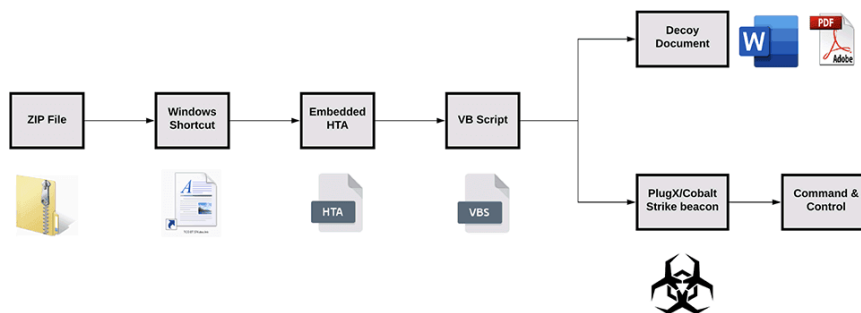 Decoy
Document
W
PDF
Adobe
ZIP File
Windows
Shortcut
Embedded
HTA
VB Script
A
HTA
VBS
PlugX/Cobalt
Strike beacon
Command &
Control